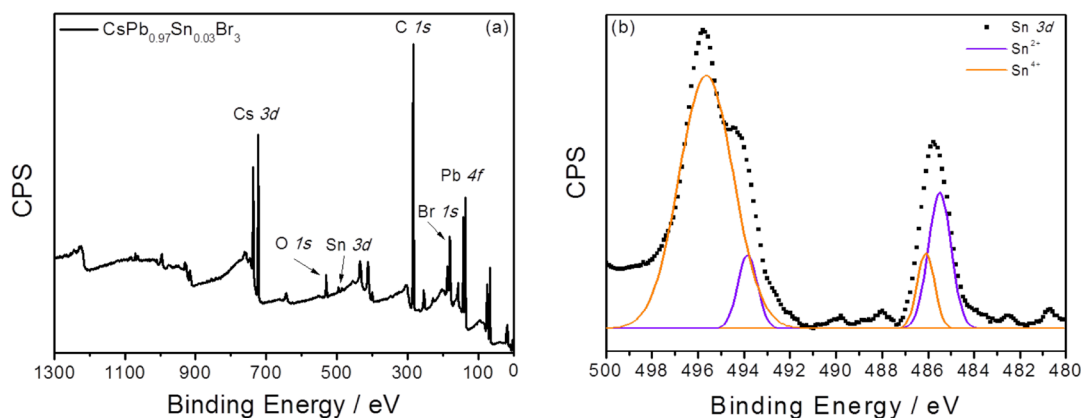 CsPb₀.₉₇Sn₀.₀₃Br₃
C 1s
(a)
Cs 3d
Pb 4f
Br 1s
O 1s
Sn 3d
CPS
1300 1100 900 700 500 300 100 0
Binding Energy / eV
(b)
Sn 3d
Sn²⁺
Sn⁴⁺
CPS
500 498 496 494 492 490 488 486 484 482 480
Binding Energy / eV